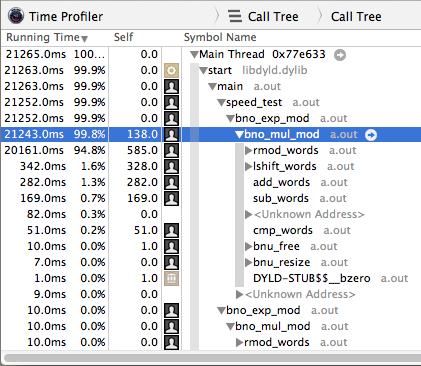 Time Profiler Call Tree Call Tree
Running Time▼ Self Symbol Name
21265.0ms 100... 0.0 ▼Main Thread 0x77e633
21263.0ms 99.9% 0.0 ▼start libdyld.dylib
21263.0ms 99.9% 0.0 ▼main a.out
21252.0ms 99.9% 0.0 ▼speed_test a.out
21252.0ms 99.9% 0.0 ▼bno_exp_mod a.out
21243.0ms 99.8% 138.0 ▼bno_mul_mod a.out
20161.0ms 94.8% 585.0 ▶rmod_words a.out
342.0ms 1.6% 328.0 ▶lshift_words a.out
282.0ms 1.3% 282.0 add_words a.out
169.0ms 0.7% 169.0 sub_words a.out
82.0ms 0.3% 0.0 ▶<Unknown Address>
51.0ms 0.2% 51.0 cmp_words a.out
10.0ms 0.0% 1.0 ▶bnu_free a.out
7.0ms 0.0% 0.0 ▶bnu_resize a.out
1.0ms 0.0% 1.0 DYLD-STUB$$__bzero a.out
9.0ms 0.0% 0.0 ▶<Unknown Address>
10.0ms 0.0% 0.0 ▼bno_exp_mod a.out
10.0ms 0.0% 0.0 ▼bno_mul_mod a.out
10.0ms 0.0% 0.0 ▶rmod_words a.out